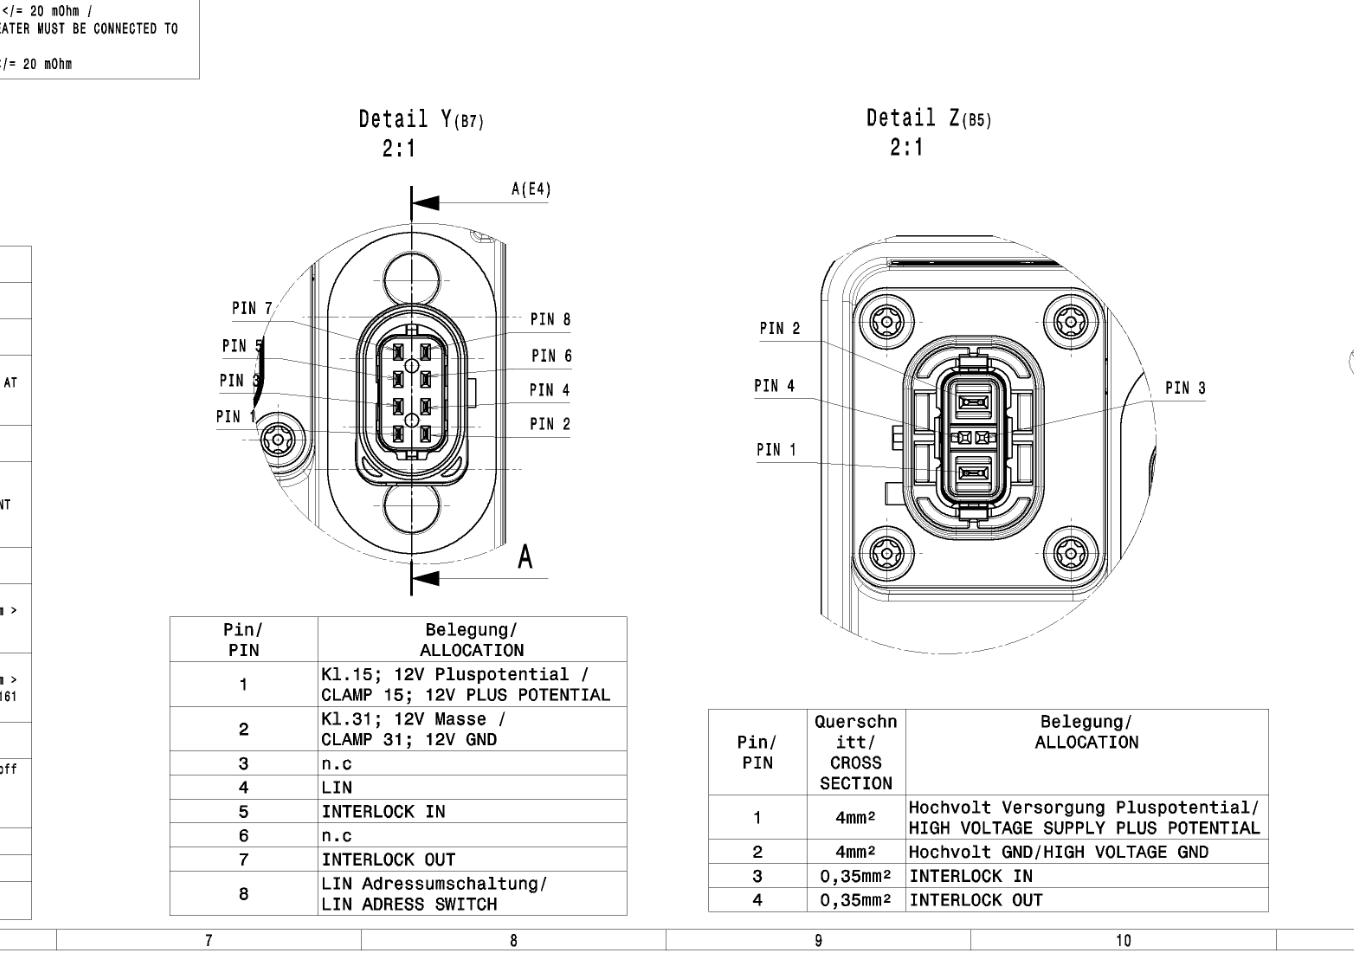 </= 20 mOhm /
EATER MUST BE CONNECTED TO
</= 20 mOhm
Detail Y(B7)
2:1
A(E4)
PIN 7
PIN 8
PIN 5
PIN 6
PIN 3
PIN 4
PIN 1
PIN 2
A
Detail Z(B5)
2:1
PIN 2
PIN 4
PIN 3
PIN 1
AT
NT
m >
m >
161
off
Pin/
PIN
Belegung/
ALLOCATION
1
Kl.15; 12V Pluspotential /
CLAMP 15; 12V PLUS POTENTIAL
2
Kl.31; 12V Masse /
CLAMP 31; 12V GND
3 n.c
4 LIN
5 INTERLOCK IN
6 n.c
7 INTERLOCK OUT
8
LIN Adressumschaltung/
LIN ADRESS SWITCH
Pin/
PIN
Querschn
itt/
CROSS
SECTION
Belegung/
ALLOCATION
1
4mm²
Hochvolt Versorgung Pluspotential/
HIGH VOLTAGE SUPPLY PLUS POTENTIAL
2 4mm² Hochvolt GND/HIGH VOLTAGE GND
3 0,35mm² INTERLOCK IN
4 0,35mm² INTERLOCK OUT
7 8 9 10